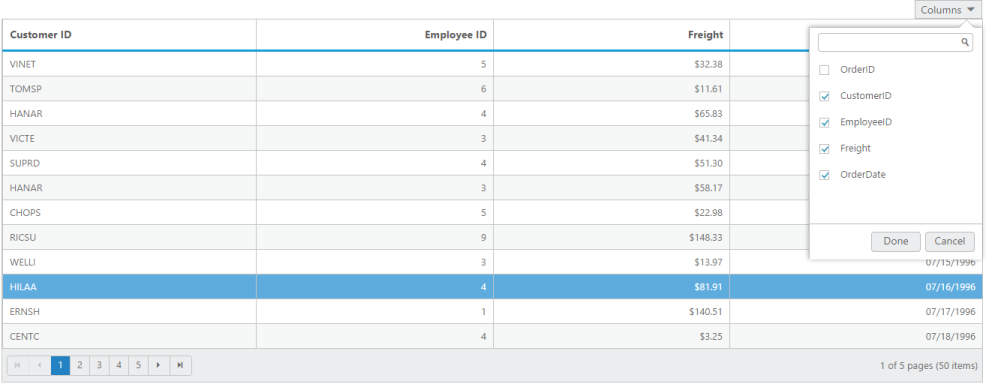 Columns
Customer ID Employee ID Freight
VINET 5 $32.38
TOMSP 6 $11.61
HANAR 4 $65.83
VICTE 3 $41.34
SUPRD 4 $51.30
HANAR 3 $58.17
CHOPS 5 $22.98
RICSU 9 $148.33
WELLI 3 $13.97 07/15/1996
HILAA 4 $81.91 07/16/1996
ERNSH 1 $140.51 07/17/1996
CENTC 4 $3.25 07/18/1996
OrderID
CustomerID
EmployeeID
Freight
OrderDate
Done Cancel
1 2 3 4 5 1 of 5 pages (50 items)